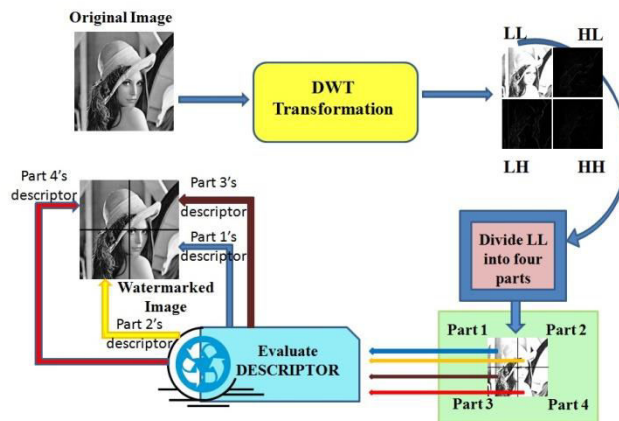 Original Image
LL
HL
DWT
Transformation
LH
HH
Part 4's
descriptor
Part 3's
descriptor
Part 1's
descriptor
Divide LL
into four
parts
Watermarked
Image
Part 2's
descriptor
Evaluate
DESCRIPTOR
Part 1
Part 2
Part 3
Part 4